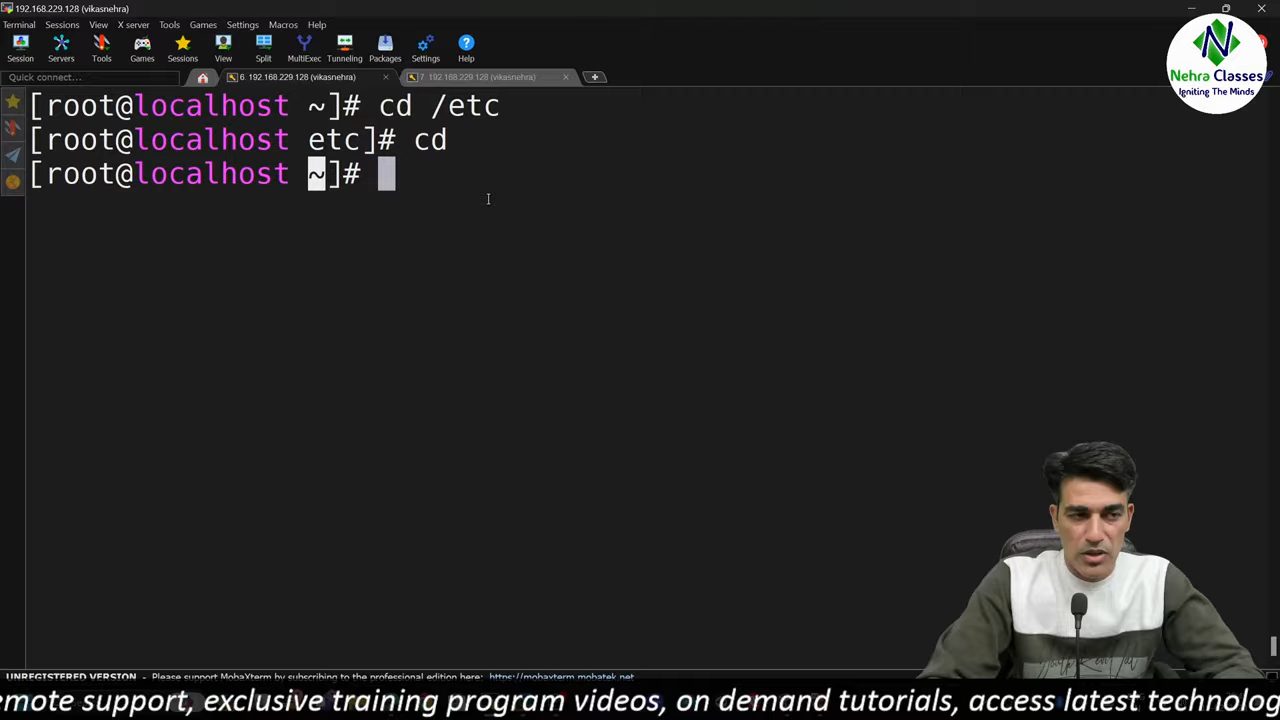 192.168.229.128 (vikasnehra)
Terminal Sessions View X server Tools Games Settings Macros Help
Session Servers Tools Games Sessions View Split MultiExec Tunneling Packages Settings Help
Quick connect...
6. 192.168.229.128 (vikasnehra)
7. 192.168.229.128 (vikasnehra)
N
Nehra Classes
Igniting The Minds
[root@localhost ~]# cd /etc
[root@localhost etc]# cd
[root@localhost ~]#
UNREGISTERED VERSION - Please support MobaXterm by subscribing to the professional edition here: https://mobaxterm.mobatek.net
emote support, exclusive training program videos, on demand tutorials, access latest technolog